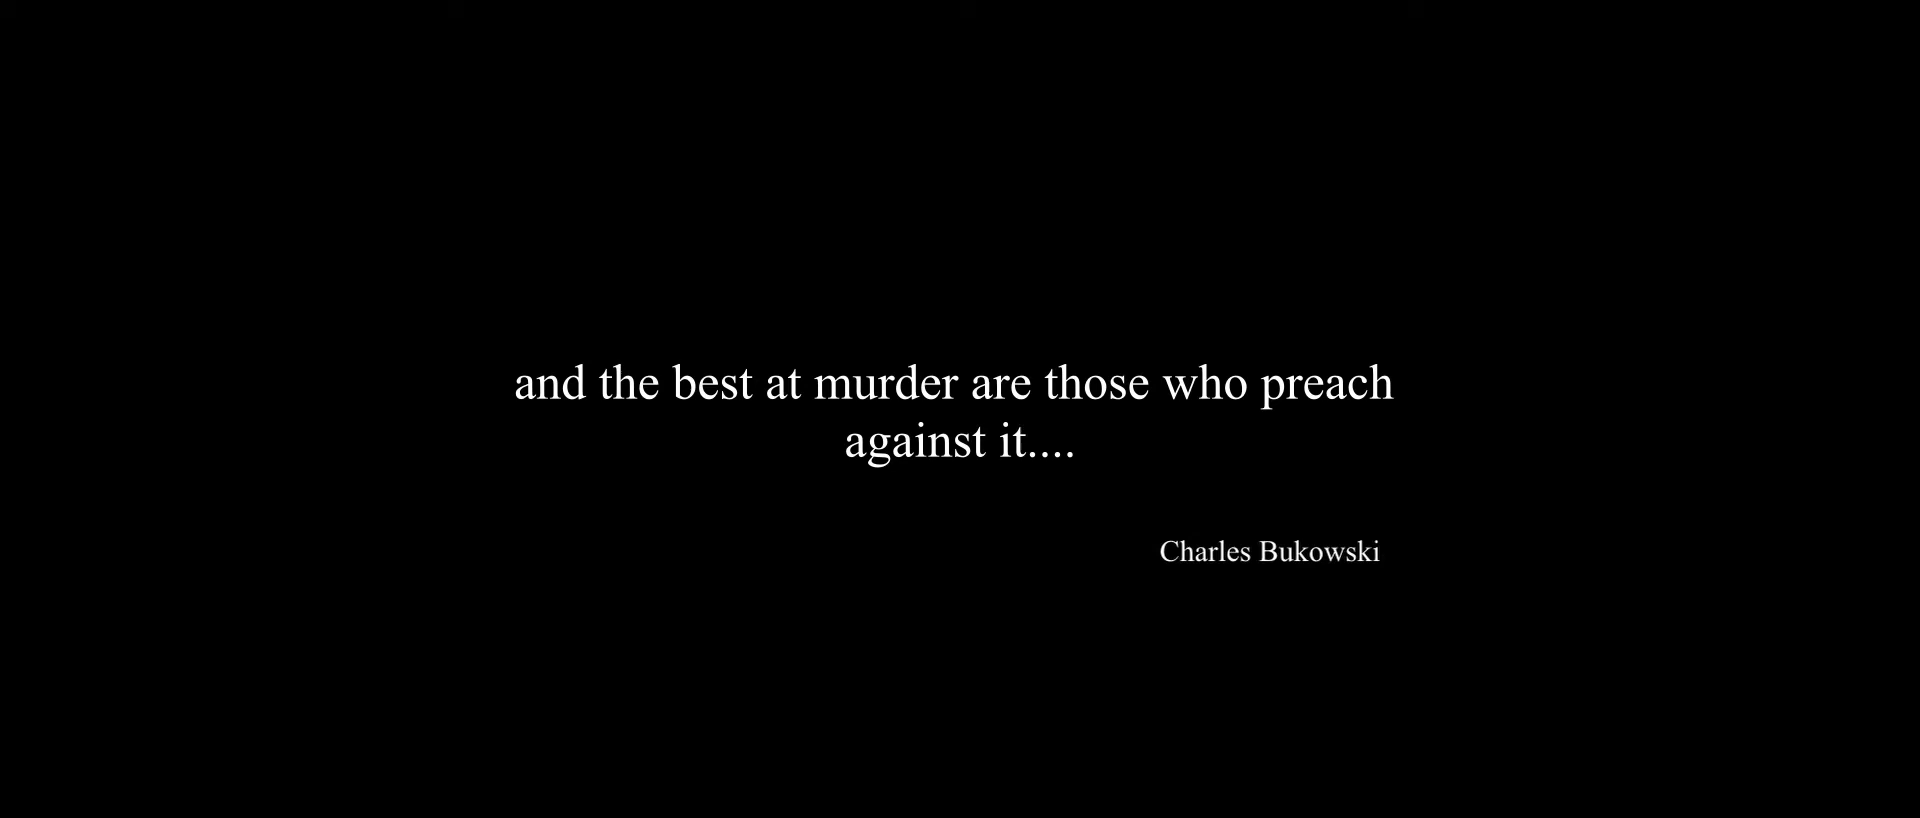 and the best at murder are those who preach
against it....
Charles Bukowski